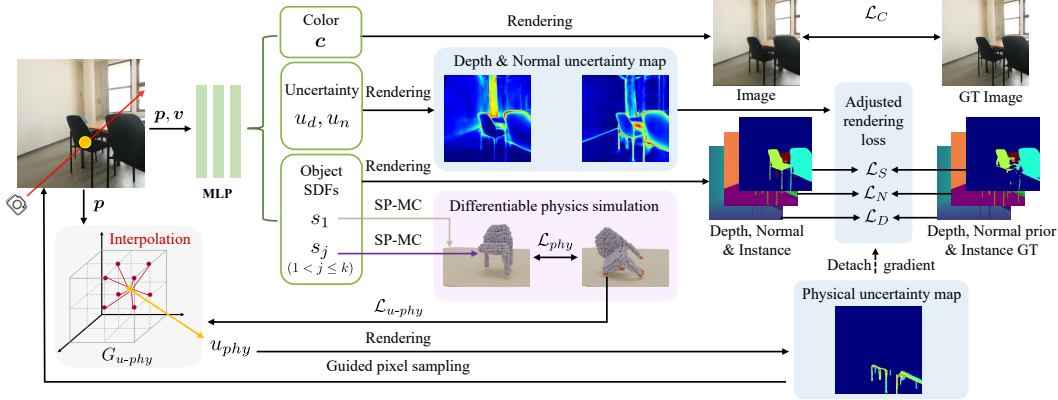 Color
c
Rendering
L_C
Depth & Normal uncertainty map
Uncertainty
u_d, u_n
Rendering
Image
GT Image
Adjusted
rendering
loss
p, v
MLP
Rendering
Object
SDFs
L_S
L_N
L_D
p
SP-MC
Differentiable physics simulation
s_1
SP-MC
L_phy
s_j
(1 < j ≤ k)
Depth, Normal
& Instance
Depth, Normal prior
& Instance GT
Interpolation
Detach
gradient
Physical uncertainty map
L_u-phy
G_u-phy
u_phy
Rendering
Guided pixel sampling